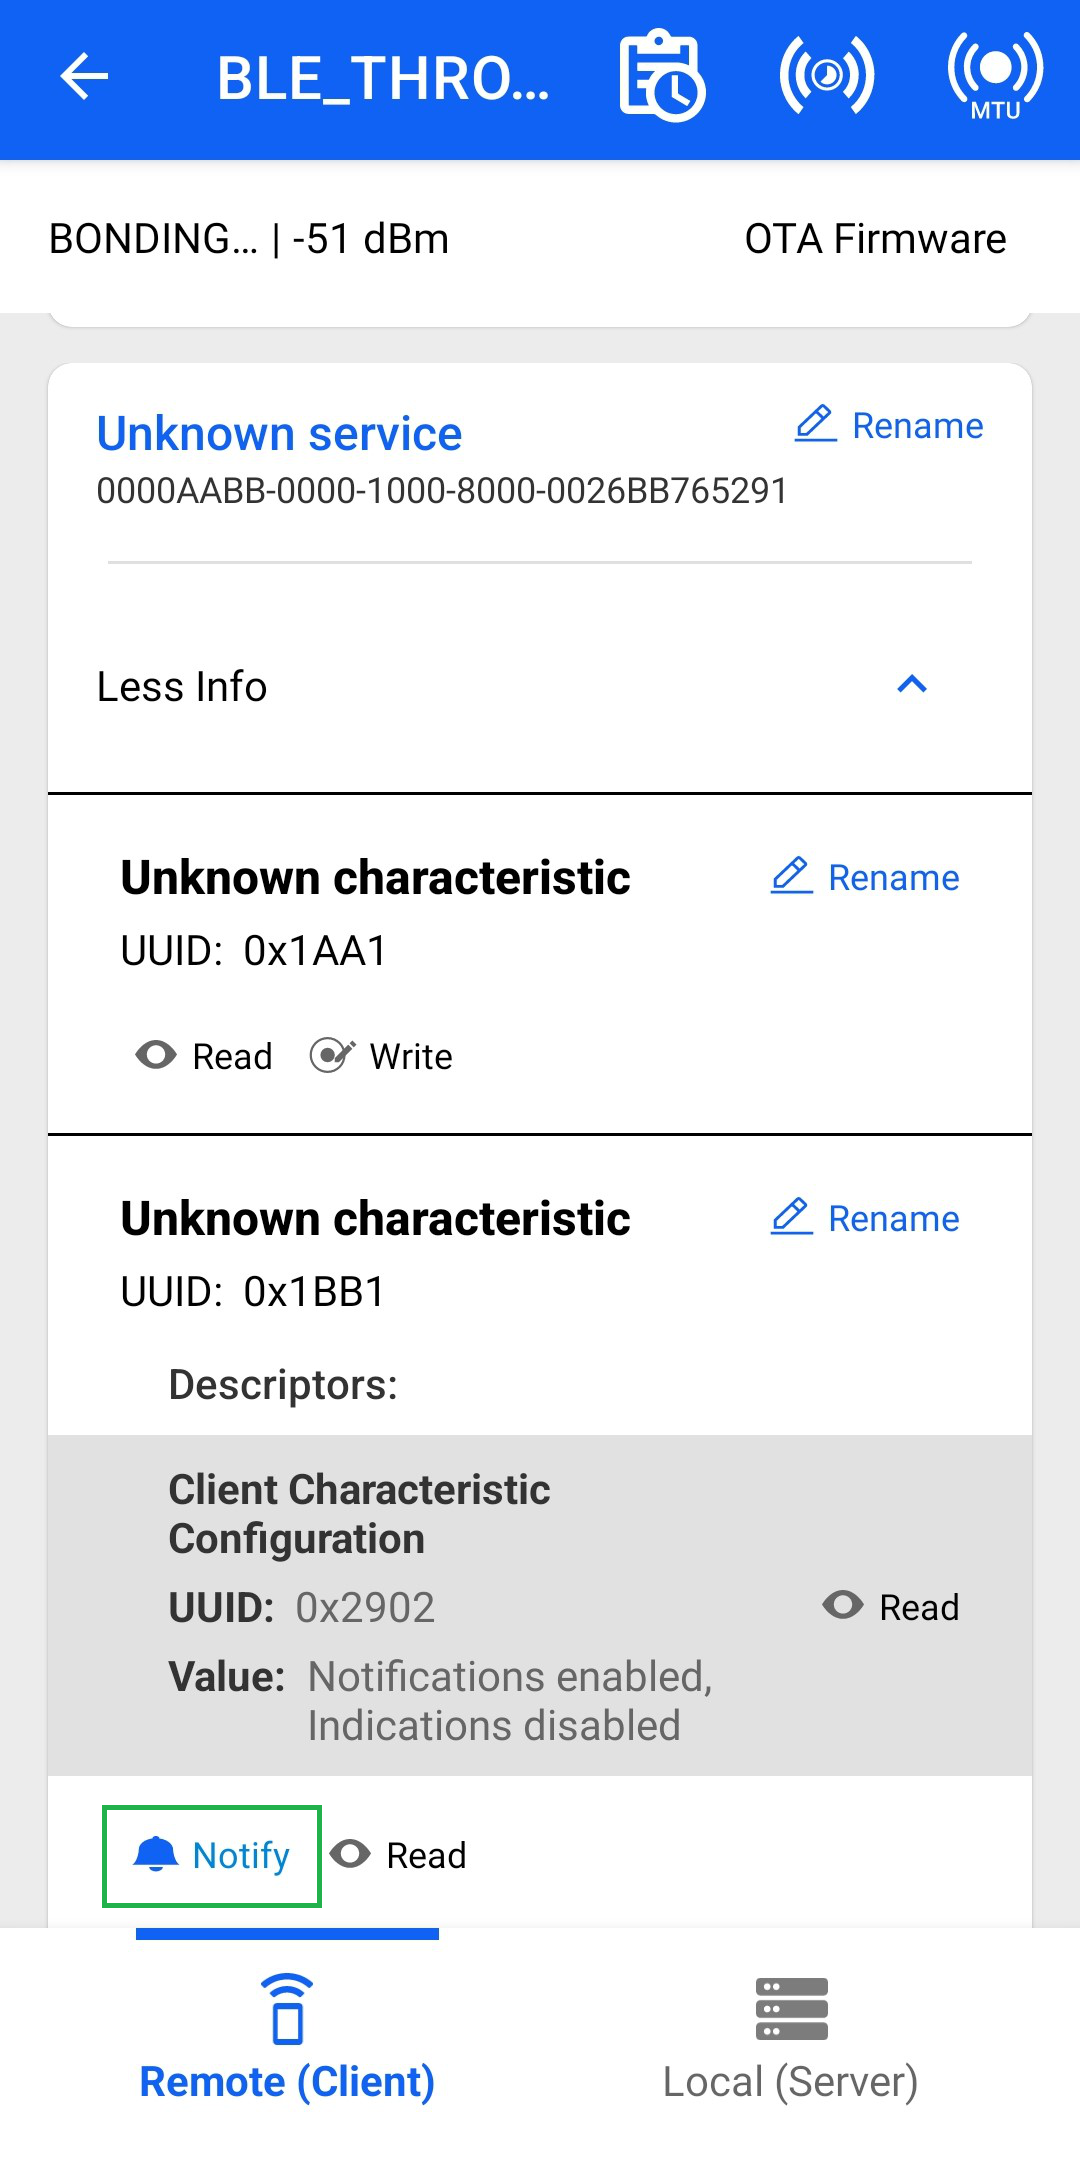 BLE_THRO...
MTU
BONDING... | -51 dBm
OTA Firmware
Unknown service
Rename
0000AABB-0000-1000-8000-0026BB765291
Less Info
Unknown characteristic
Rename
UUID: 0x1AA1
Read
Write
Unknown characteristic
Rename
UUID: 0x1BB1
Descriptors:
Client Characteristic
Configuration
UUID: 0x2902
Read
Value: Notifications enabled,
Indications disabled
Notify
Read
Remote (Client)
Local (Server)